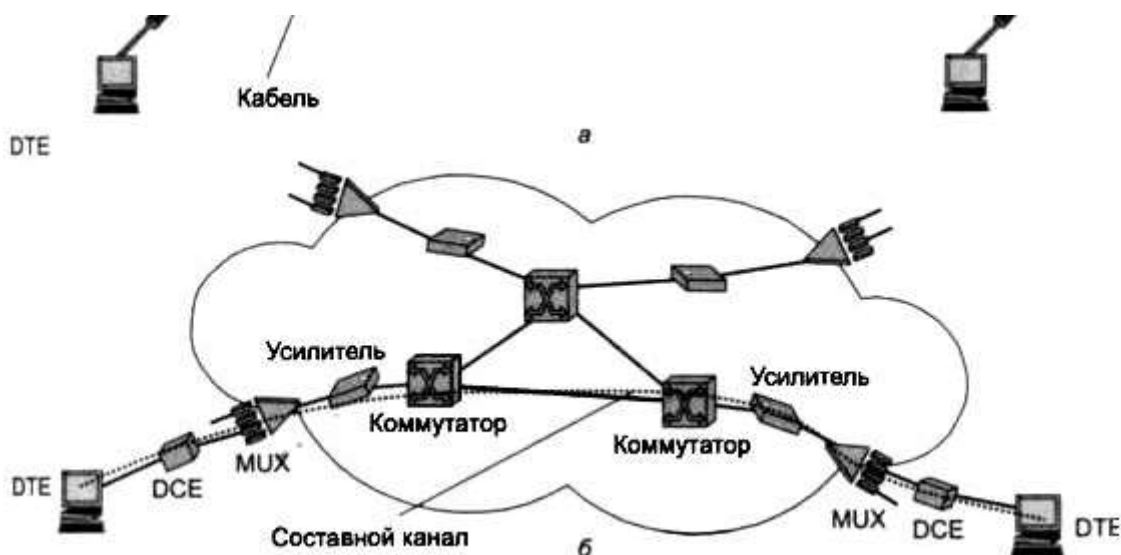 Кабель
а
DTE
Усилитель
Усилитель
Коммутатор
Коммутатор
MUX
DCE
DTE
MUX
DCE
DTE
Составной канал
б